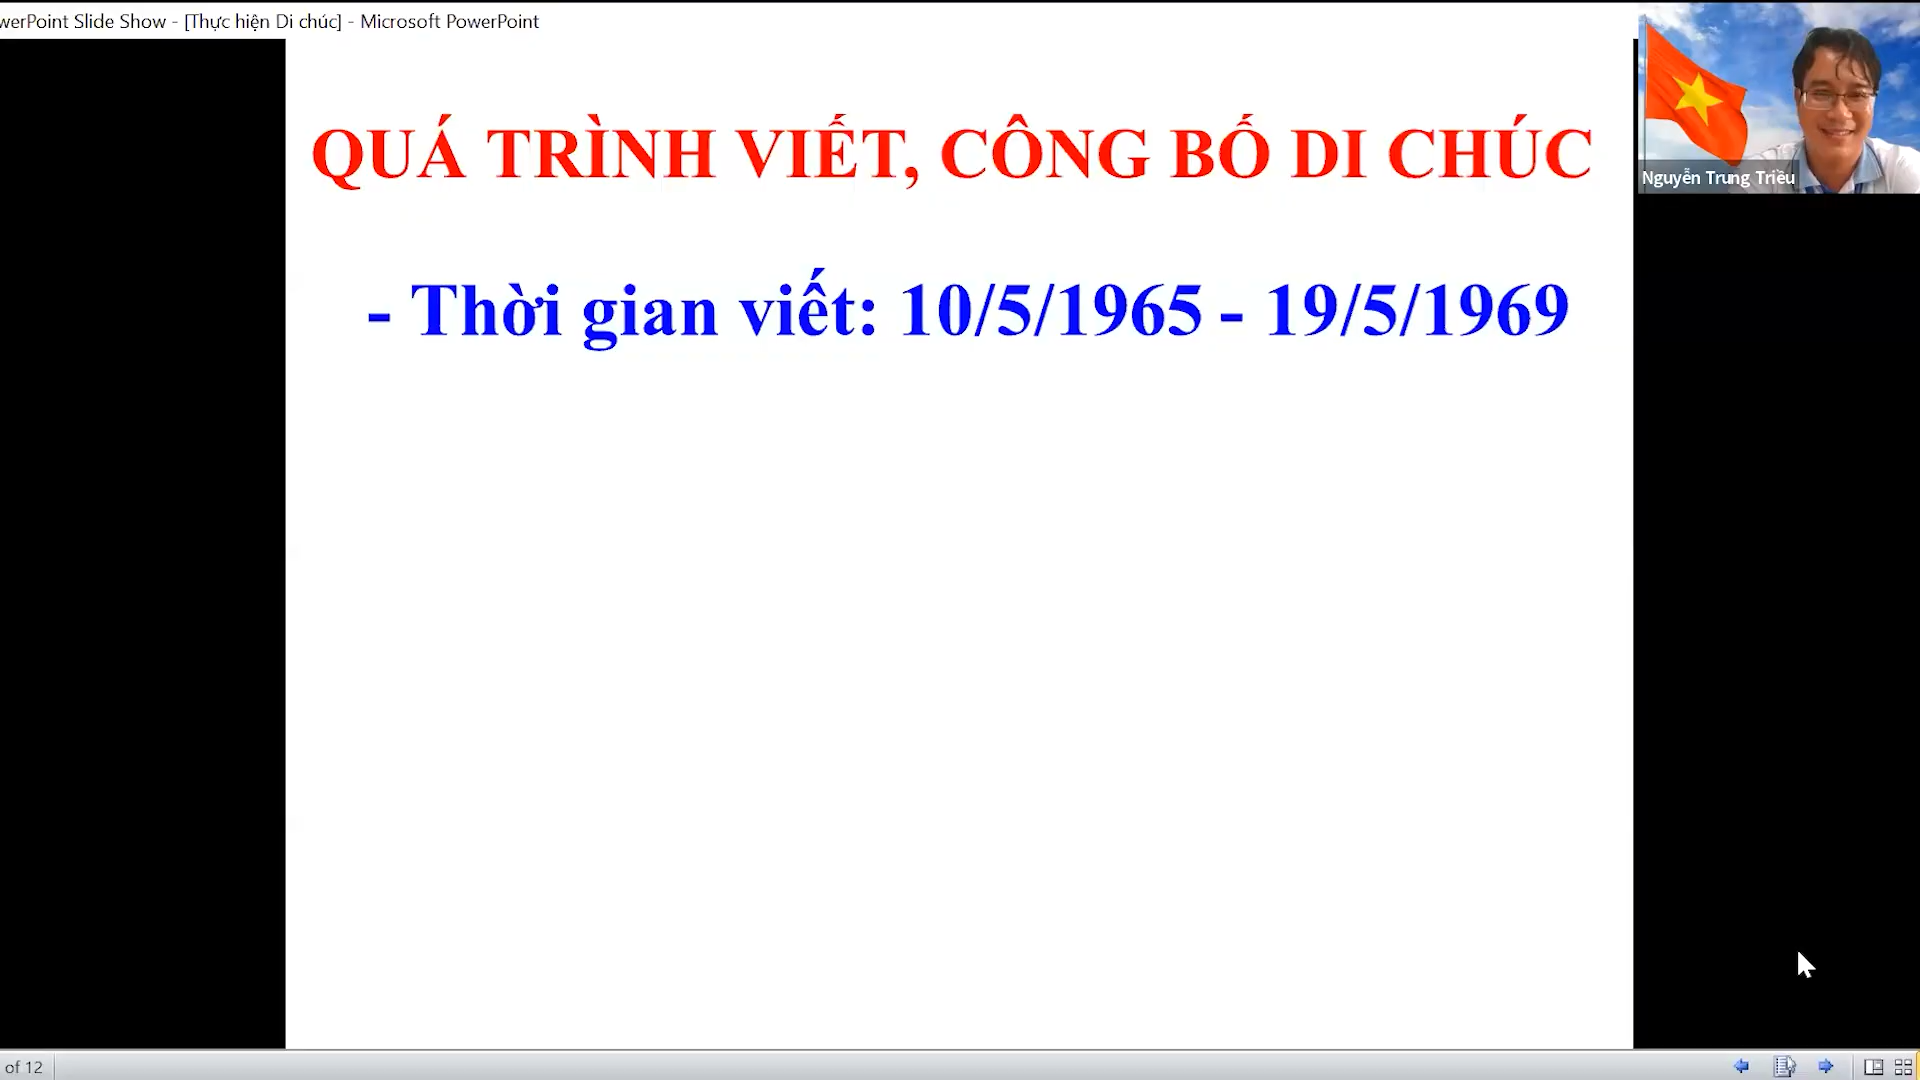 werPoint Slide Show - [Thực hiện Di chúc] - Microsoft PowerPoint
Nguyễn Trung Triều
QUÁ TRÌNH VIẾT, CÔNG BỐ DI CHÚC
- Thời gian viết: 10/5/1965 - 19/5/1969
of 12